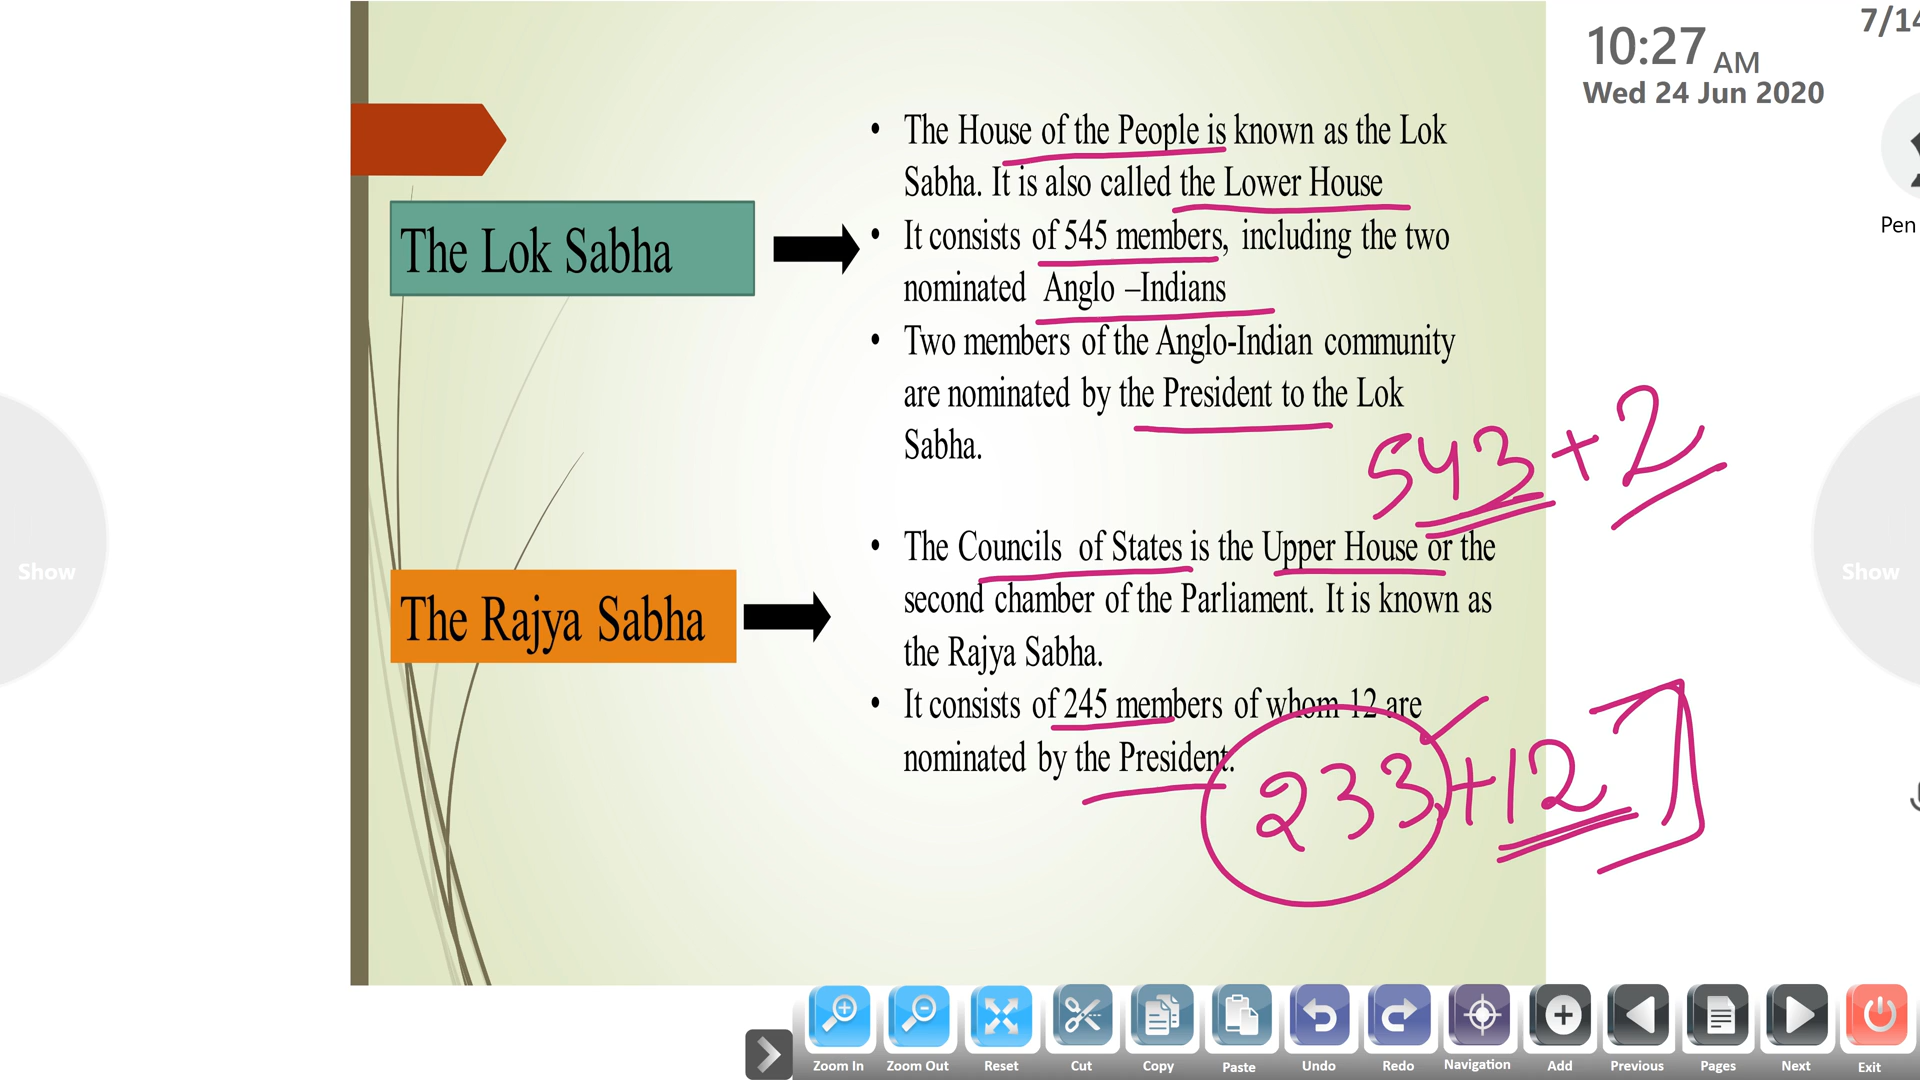 7/14
10:27 AM
Wed 24 Jun 2020
Pen
• The House of the People is known as the Lok
Sabha. It is also called the Lower House
The Lok Sabha
• It consists of 545 members, including the two
nominated Anglo –Indians
• Two members of the Anglo-Indian community
are nominated by the President to the Lok
Sabha.
543+2
• The Councils of States is the Upper House or the
second chamber of the Parliament. It is known as
the Rajya Sabha.
The Rajya Sabha
• It consists of 245 members of whom 12 are
nominated by the President.
233+12
Show
Show
Zoom In
Zoom Out
Reset
Cut
Copy
Paste
Undo
Redo
Navigation
Add
Previous
Pages
Next
Exit